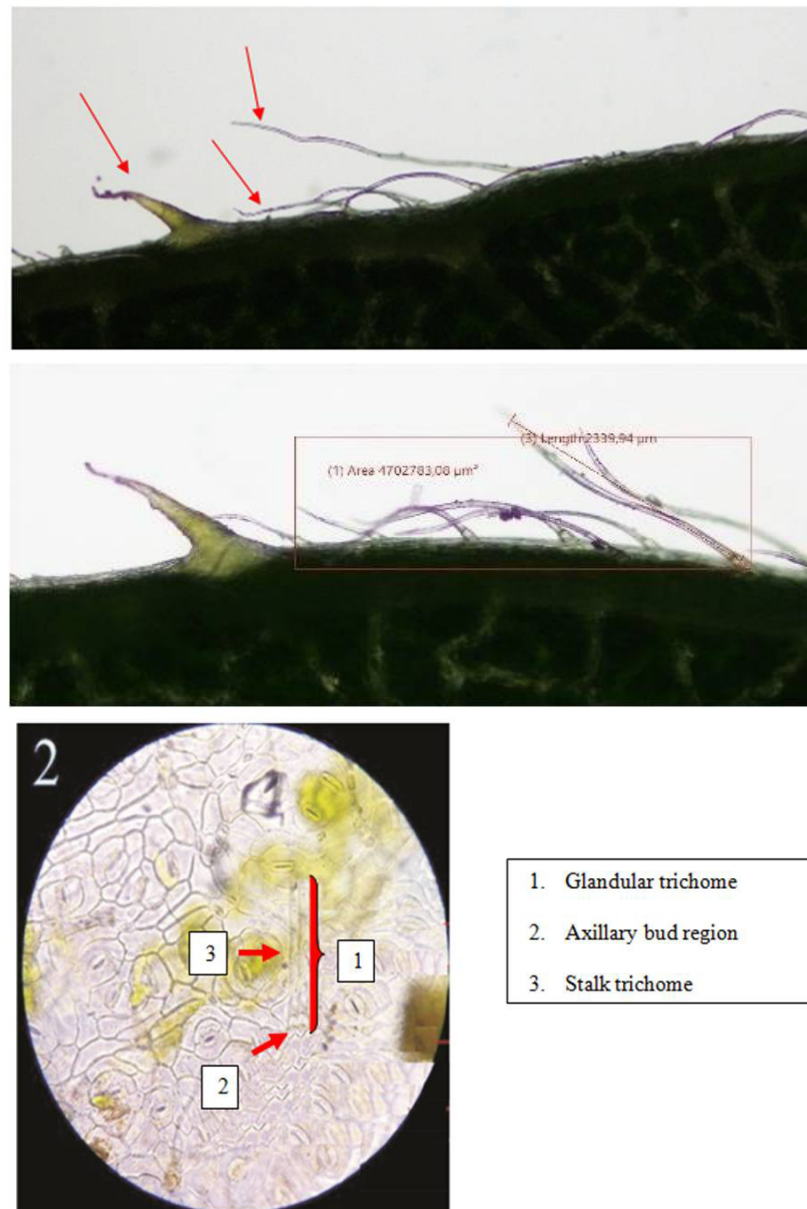 (3) Length 2339,94 µm
(1) Area 4702783,08 µm²
2
3
1
2
1. Glandular trichome
2. Axillary bud region
3. Stalk trichome